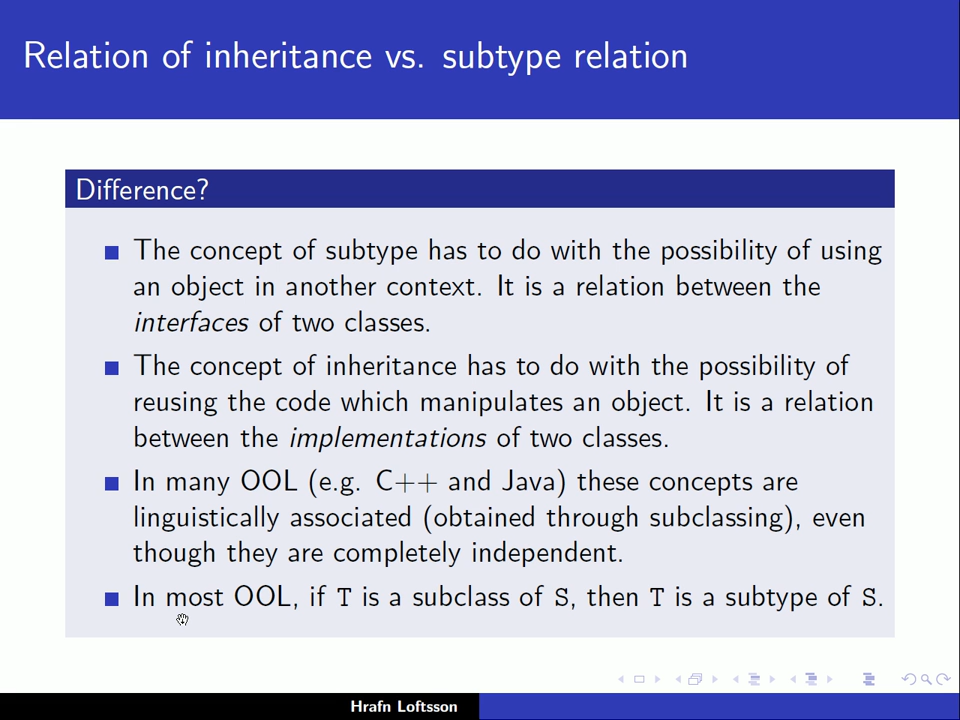 Relation of inheritance vs. subtype relation
Difference?
The concept of subtype has to do with the possibility of using
an object in another context. It is a relation between the
interfaces of two classes.
The concept of inheritance has to do with the possibility of
reusing the code which manipulates an object. It is a relation
between the implementations of two classes.
In many OOL (e.g. C++ and Java) these concepts are
linguistically associated (obtained through subclassing), even
though they are completely independent.
In most OOL, if T is a subclass of S, then T is a subtype of S.
Hrafn Loftsson